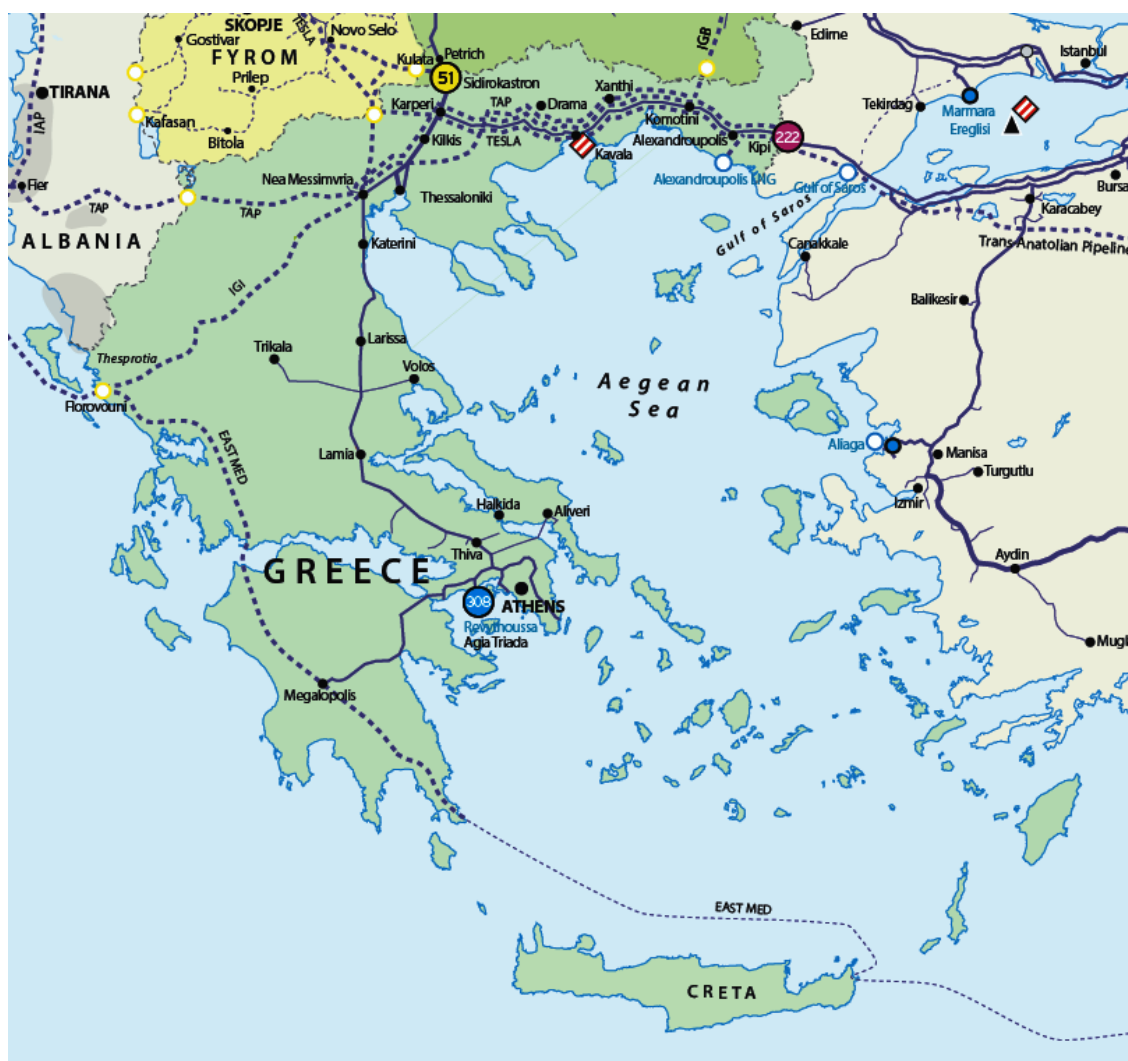 SKOPJE
Gostivar
TESLA
Novo Selo
FYROM
Prilep
Kulata
Petrich
51
Sidirokastron
IGB
Edirne
Istanbul
TIRANA
IAP
Kafasan
Bitola
Karperi
TAP
Drama
Xanthi
Komotini
Tekirdag
Marmara
Ereglisi
Kilkis
TESLA
Kavala
Alexandroupolis
Kipi
222
Alexandroupolis LNG
Gulf of Saros
Bursa
Fier
TAP
TAP
Nea Messimvria
Thessaloniki
Gulf of Saros
Karacabey
ALBANIA
Katerini
Canakkale
Trans Anatolian Pipeline
IGI
Balikesir
Thesprotia
Trikala
Larissa
Volos
Florovouni
Aegean
Sea
EAST MED
Lamia
Aliaga
Manisa
Turgutlu
Izmir
Halkida
Aliveri
Thiva
GREECE
Aydin
308
ATHENS
Revythoussa
Agia Triada
Mugl
Megalopolis
EAST MED
CRETA